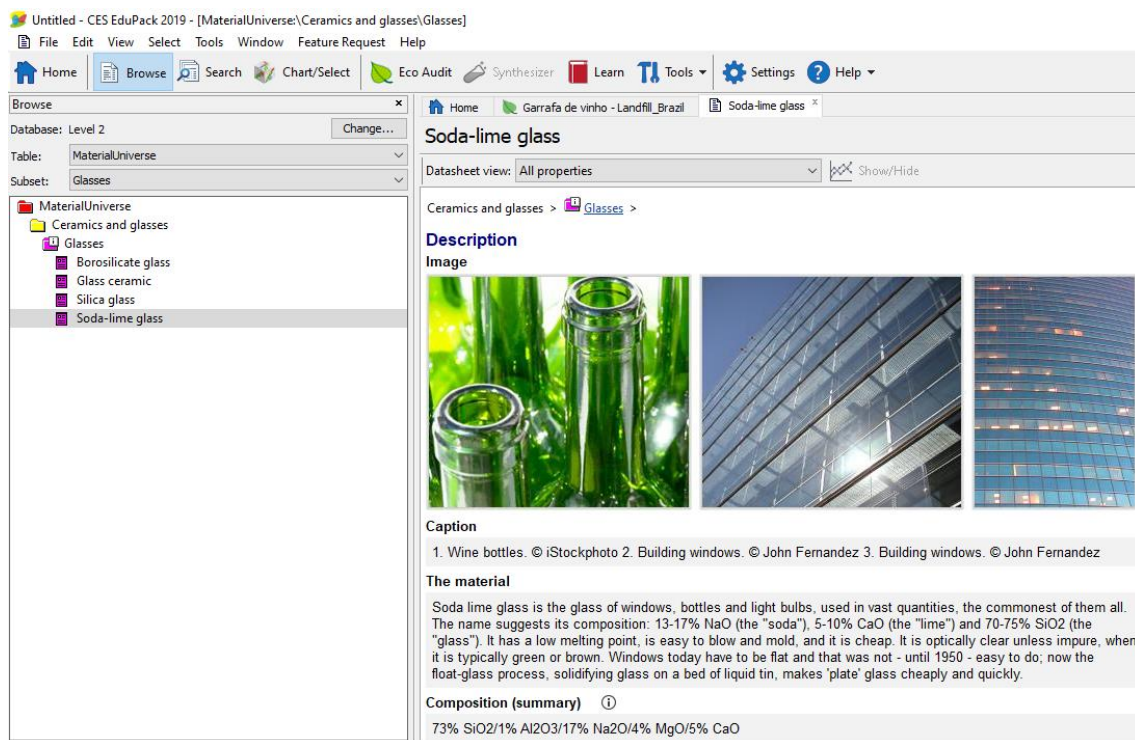 Untitled - CES EduPack 2019 - [MaterialUniverse:\Ceramics and glasses\Glasses]
File Edit View Select Tools Window Feature Request Help
Home Browse Search Chart/Select Eco Audit Synthesizer Learn Tools Settings Help
Browse
Database: Level 2 Change...
Table: MaterialUniverse
Subset: Glasses
MaterialUniverse
Ceramics and glasses
Glasses
Borosilicate glass
Glass ceramic
Silica glass
Soda-lime glass
Home Garrafa de vinho - Landfill_Brazil Soda-lime glass x
Soda-lime glass
Datasheet view: All properties Show/Hide
Ceramics and glasses > Glasses >
Description
Image
Caption
1. Wine bottles. © iStockphoto 2. Building windows. © John Fernandez 3. Building windows. © John Fernandez
The material
Soda lime glass is the glass of windows, bottles and light bulbs, used in vast quantities, the commonest of them all.
The name suggests its composition: 13-17% NaO (the "soda"), 5-10% CaO (the "lime") and 70-75% SiO2 (the
"glass"). It has a low melting point, is easy to blow and mold, and it is cheap. It is optically clear unless impure, when
it is typically green or brown. Windows today have to be flat and that was not - until 1950 - easy to do; now the
float-glass process, solidifying glass on a bed of liquid tin, makes 'plate' glass cheaply and quickly.
Composition (summary)
73% SiO2/1% Al2O3/17% Na2O/4% MgO/5% CaO